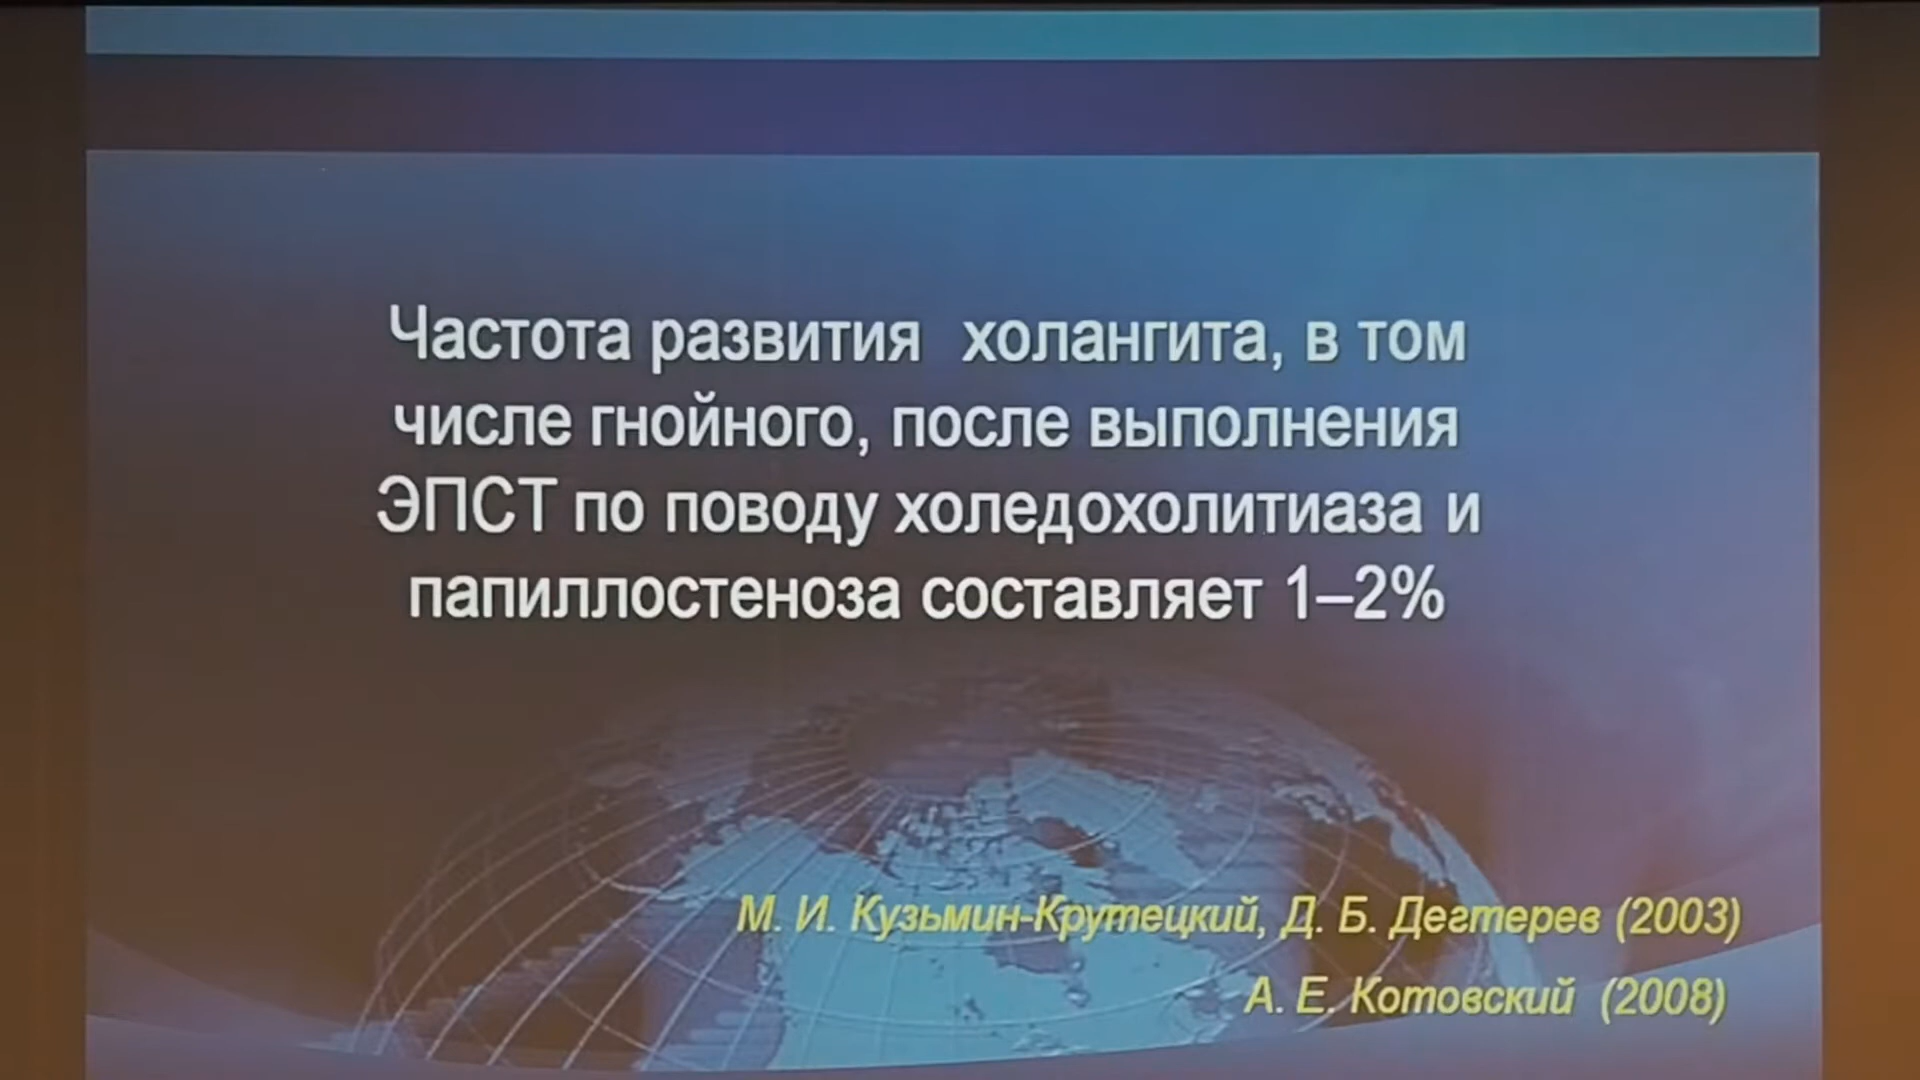 Частота развития холангита, в том
числе гнойного, после выполнения
ЭПСТ по поводу холедохолитиаза и
папиллостеноза составляет 1–2%
М. И. Кузьмин-Крутецкий, Д. Б. Дегтерев (2003)
А. Е. Котовский (2008)